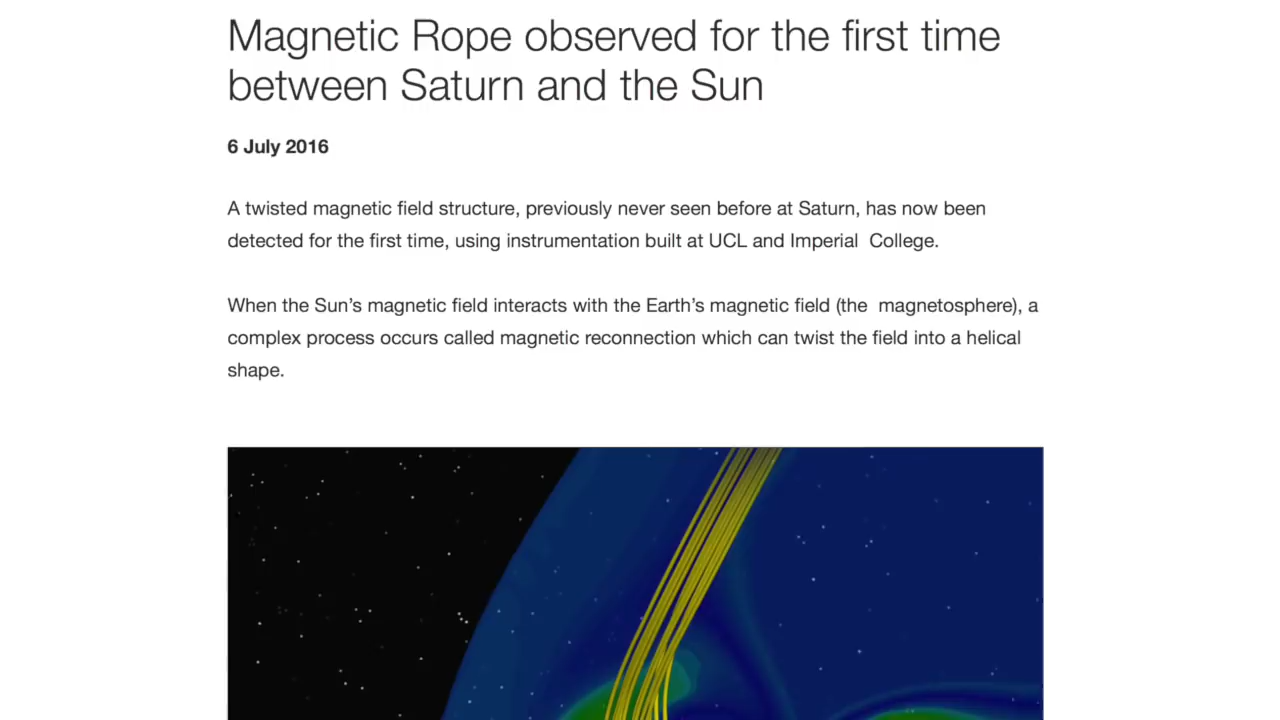 Magnetic Rope observed for the first time
between Saturn and the Sun
6 July 2016
A twisted magnetic field structure, previously never seen before at Saturn, has now been
detected for the first time, using instrumentation built at UCL and Imperial College.
When the Sun’s magnetic field interacts with the Earth’s magnetic field (the magnetosphere), a
complex process occurs called magnetic reconnection which can twist the field into a helical
shape.